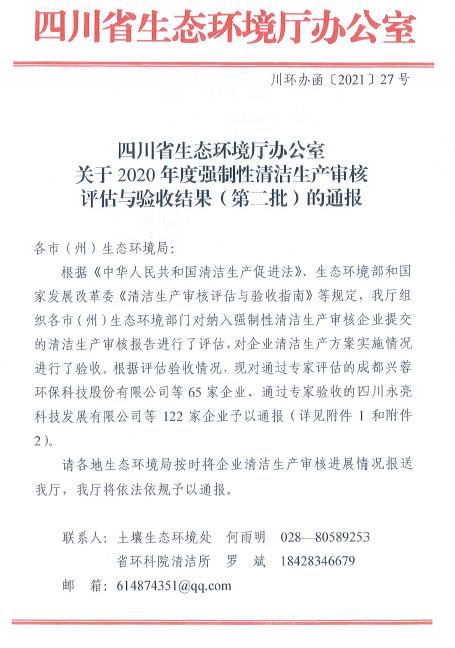 四川省生态环境厅办公室
川环办函〔2021〕27号
四川省生态环境厅办公室
关于2020年度强制性清洁生产审核
评估与验收结果（第二批）的通报
各市（州）生态环境局：
根据《中华人民共和国清洁生产促进法》、生态环境部和国
家发展改革委《清洁生产审核评估与验收指南》等规定，我厅组
织各市(州）生态环境部门对纳入强制性清洁生产审核企业提交
的清洁生产审核报告进行了评估，对企业清洁生产方案实施情况
进行了验收。根据评估验收情况，现对通过专家评估的成都兴蓉
环保科技股份有限公司等65家企业、通过专家验收的四川永亮
科技发展有限公司等122家企业予以通报（详见附件1和附件
2）。
请各地生态环境局按时将企业清洁生产审核进展情况报送
我厅，我厅将依法依规予以通报。
联系人：土壤生态环境处 何雨明 028—80589253
省环科院清洁所 罗 斌 18428346679
邮 箱：614874351@qq.com